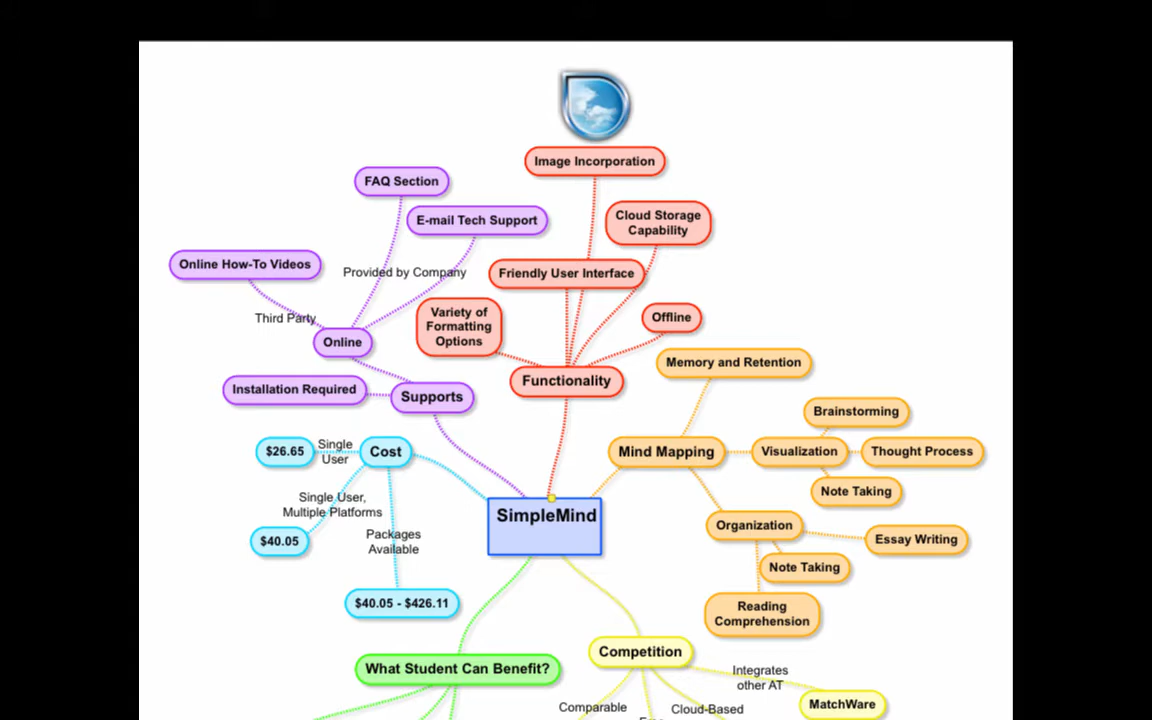 Image Incorporation
FAQ Section
E-mail Tech Support
Cloud Storage
Capability
Online How-To Videos
Provided by Company
Friendly User Interface
Third Party
Variety of
Formatting
Options
Offline
Online
Memory and Retention
Functionality
Installation Required
Supports
Brainstorming
$26.65
Single
User
Cost
Mind Mapping
Visualization
Thought Process
Note Taking
Single User,
Multiple Platforms
SimpleMind
Organization
Essay Writing
$40.05
Packages
Available
Note Taking
$40.05 - $426.11
Reading
Comprehension
What Student Can Benefit?
Competition
Integrates
other AT
MatchWare
Comparable
Cloud-Based